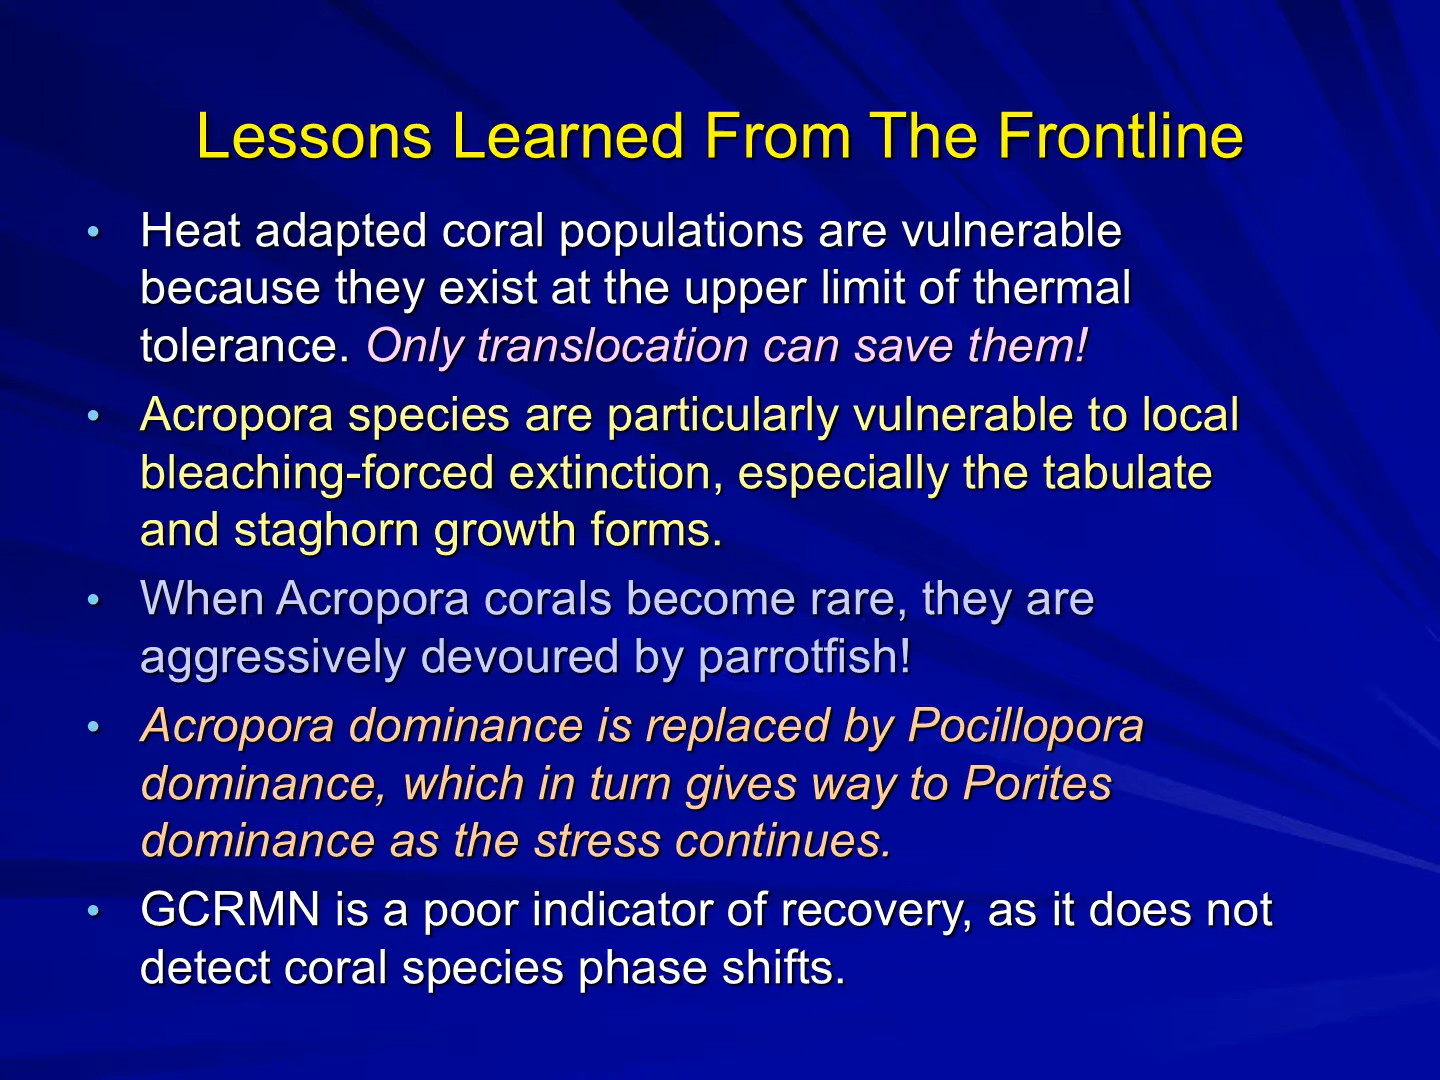 Lessons Learned From The Frontline
• Heat adapted coral populations are vulnerable
because they exist at the upper limit of thermal
tolerance. Only translocation can save them!
• Acropora species are particularly vulnerable to local
bleaching-forced extinction, especially the tabulate
and staghorn growth forms.
• When Acropora corals become rare, they are
aggressively devoured by parrotfish!
• Acropora dominance is replaced by Pocillopora
dominance, which in turn gives way to Porites
dominance as the stress continues.
• GCRMN is a poor indicator of recovery, as it does not
detect coral species phase shifts.